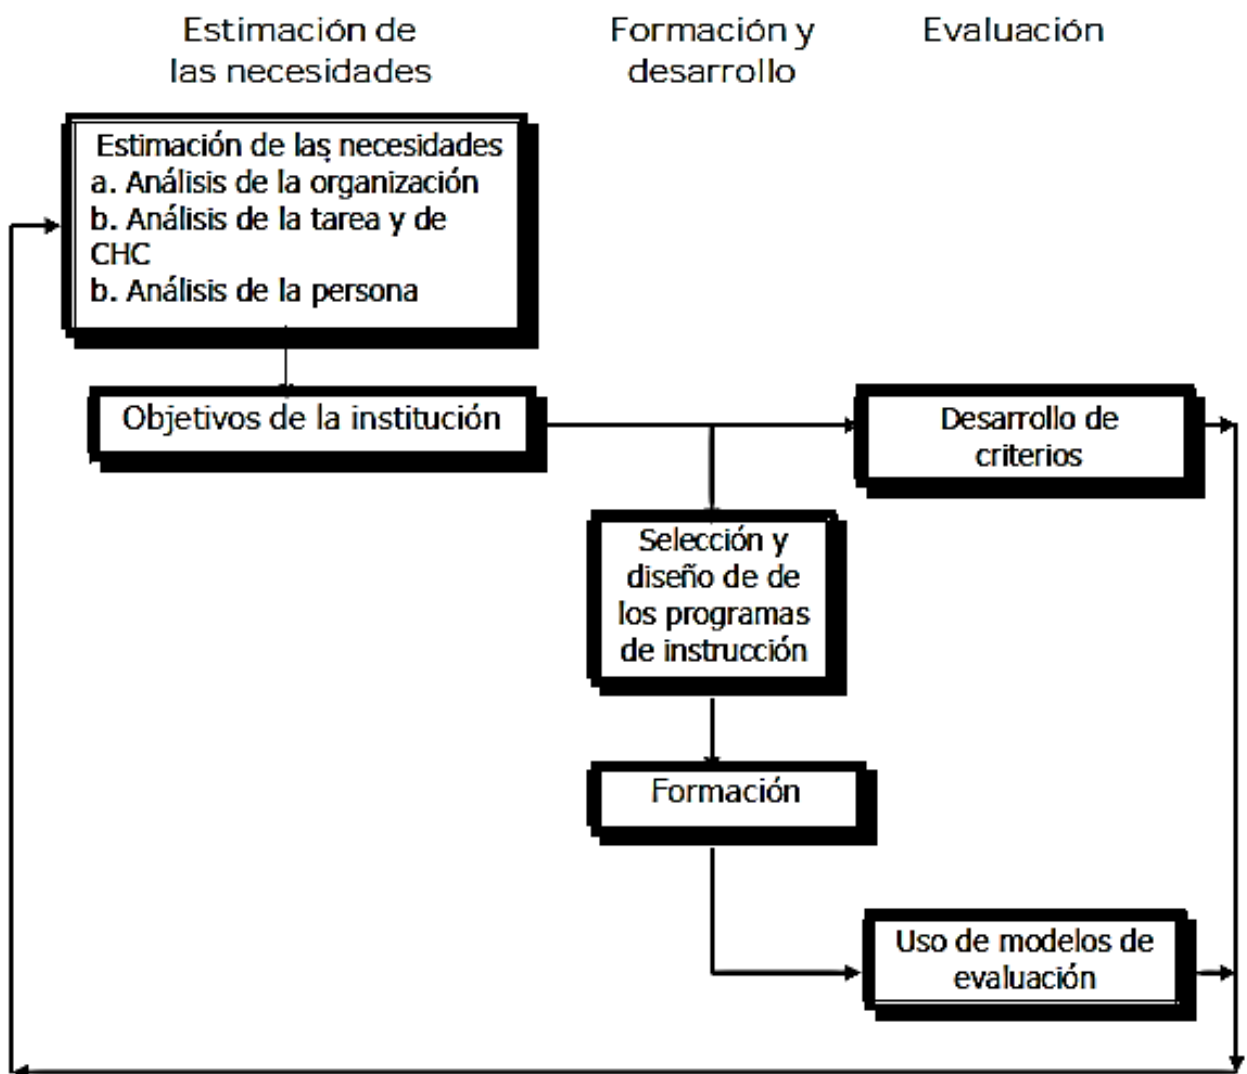 Estimación de
las necesidades
Formación y
desarrollo
Evaluación
Estimación de las necesidades
a. Análisis de la organización
b. Análisis de la tarea y de
CHC
b. Análisis de la persona
Objetivos de la institución
Desarrollo de
criterios
Selección y
diseño de de
los programas
de instrucción
Formación
Uso de modelos de
evaluación